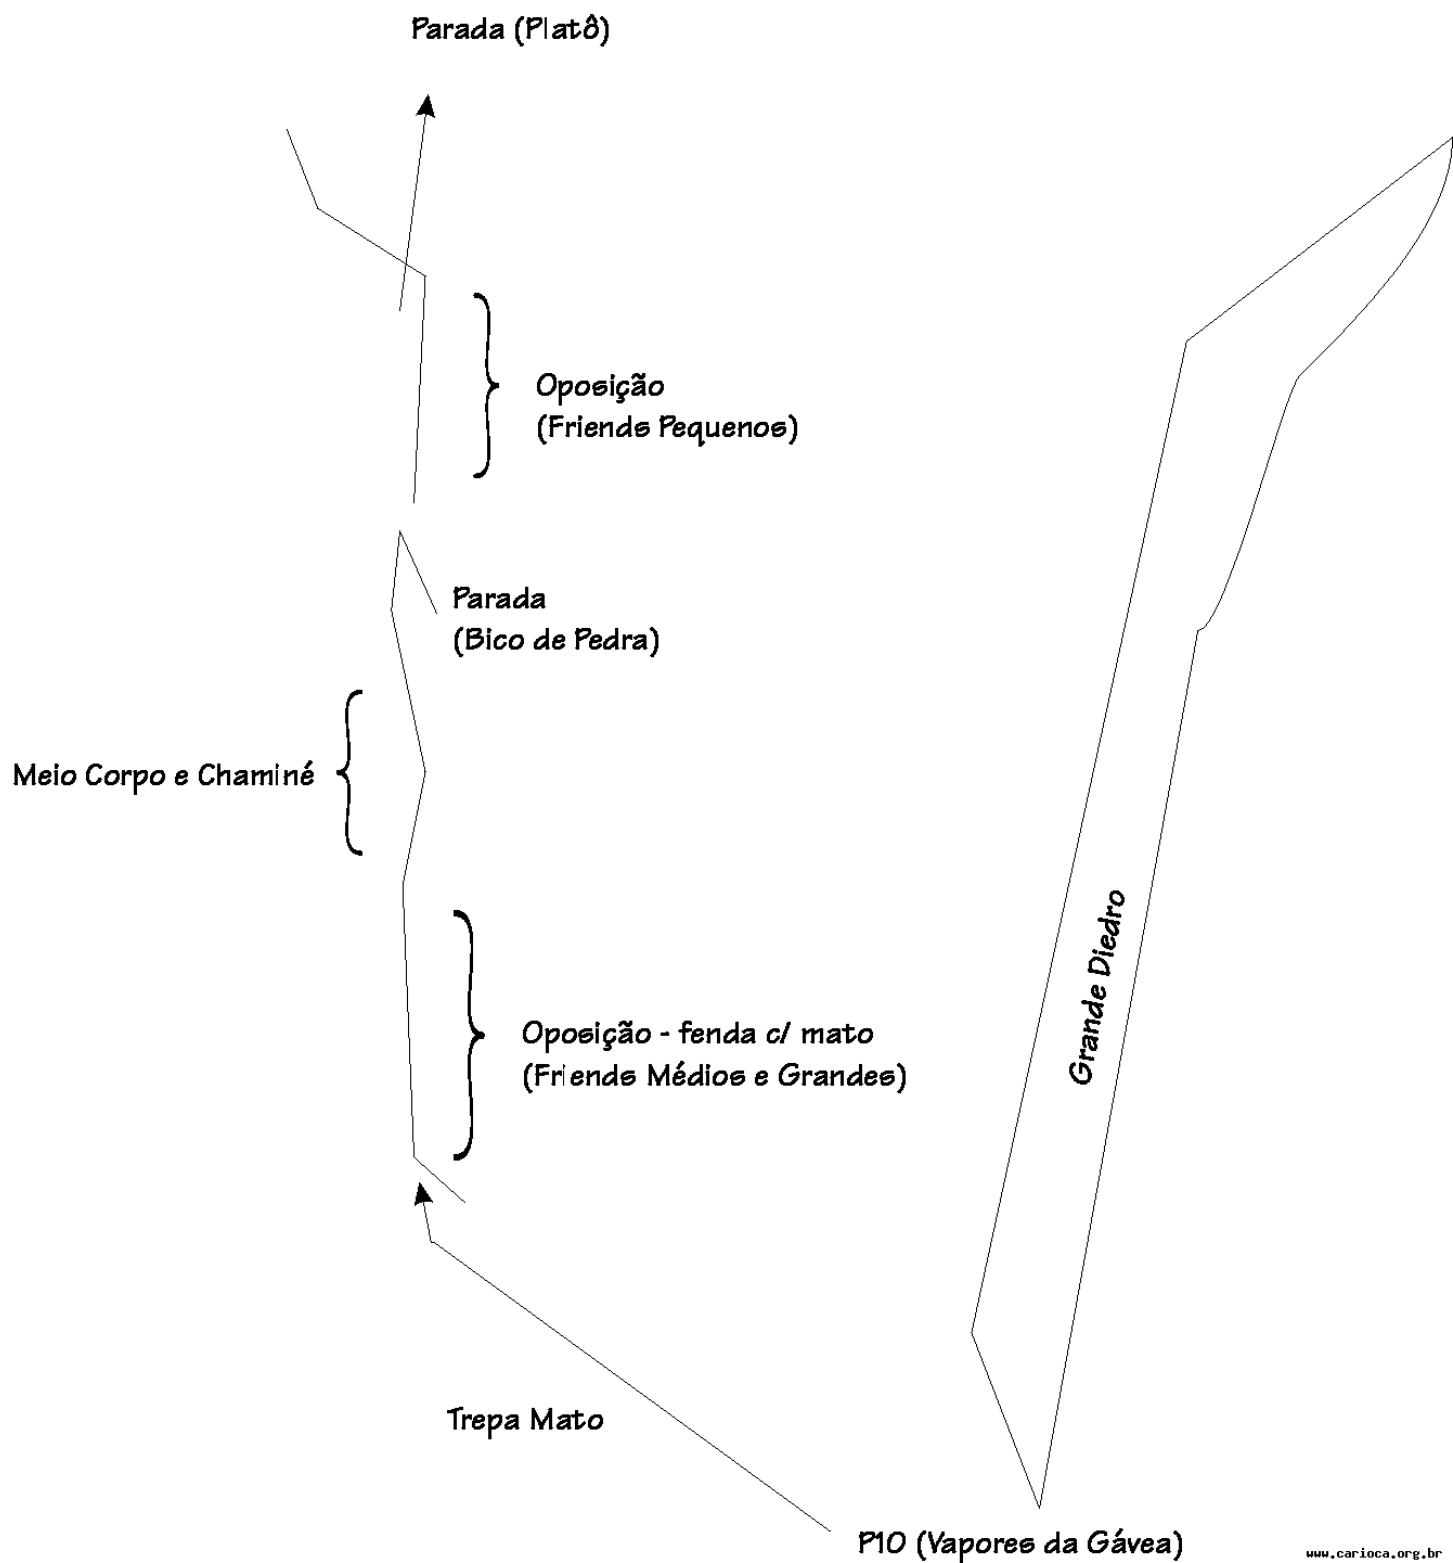 Parada (Platô)
Oposição
(Friends Pequenos)
Parada
(Bico de Pedra)
Meio Corpo e Chaminé
Grande Diedro
Oposição - fenda c/ mato
(Friends Médios e Grandes)
Trepa Mato
P10 (Vapores da Gávea)
www.carioca.org.br